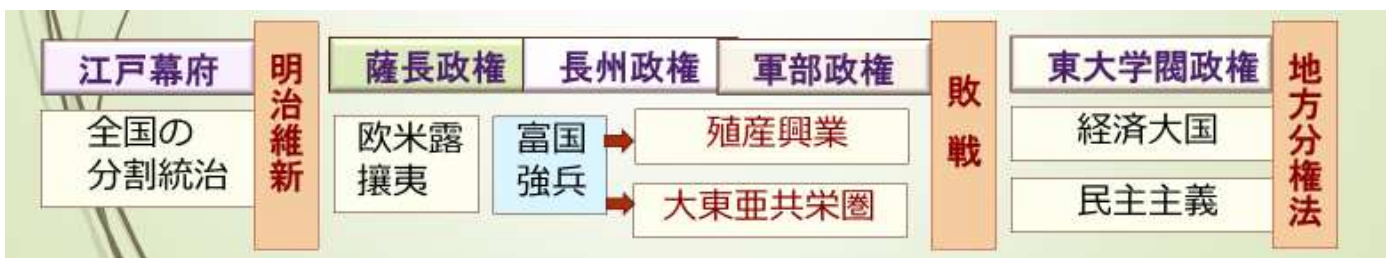 江戸幕府
全国の
分割統治
明治維新
薩長政権
長州政権
軍部政権
欧米露
攘夷
富国
強兵
殖産興業
大東亜共栄圏
敗戦
東大学閥政権
経済大国
民主主義
地方分権法